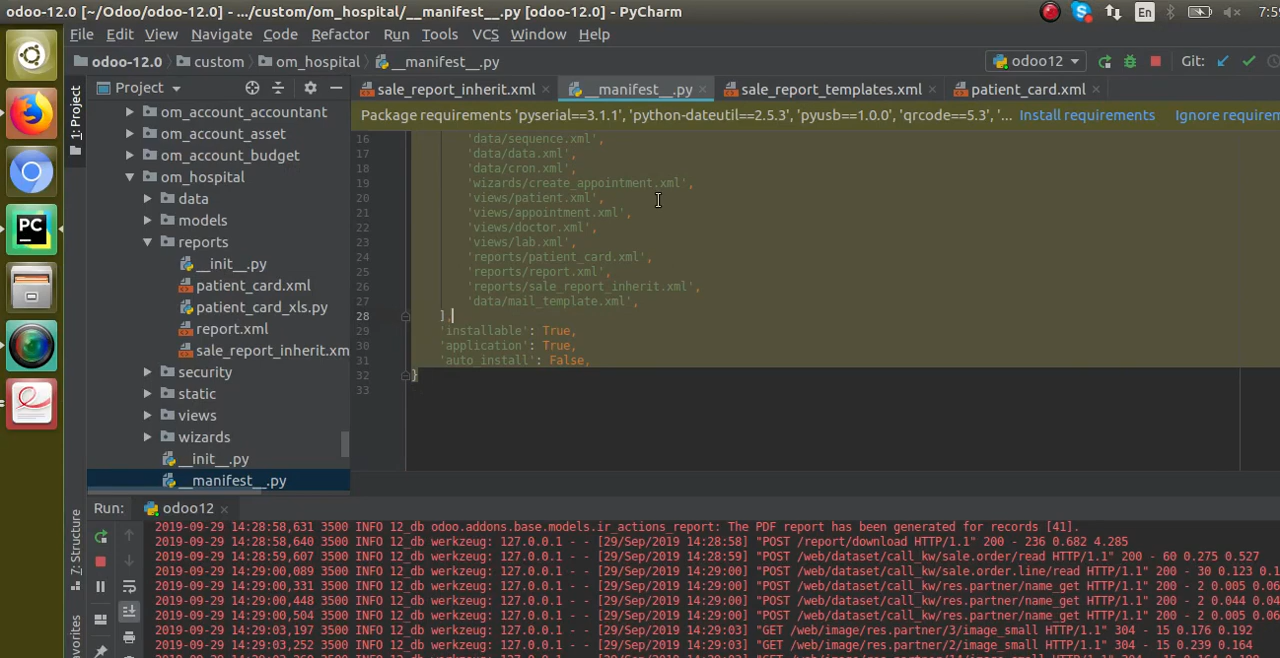 odoo-12.0 [~/Odoo/odoo-12.0] - .../custom/om_hospital/__manifest__.py [odoo-12.0] - PyCharm
En
7:59
File Edit View Navigate Code Refactor Run Tools VCS Window Help
odoo-12.0 custom om_hospital __manifest__.py
odoo12
Git:
1: Project
Project
sale_report_inherit.xml
__manifest__.py
sale_report_templates.xml
patient_card.xml
Package requirements 'pyserial==3.1.1', 'python-dateutil==2.5.3', 'pyusb==1.0.0', 'qrcode==5.3', '... Install requirements Ignore requirem
om_account_accountant
om_account_asset
om_account_budget
om_hospital
data
models
reports
__init__.py
patient_card.xml
patient_card_xls.py
report.xml
sale_report_inherit.xm
security
static
views
wizards
__init__.py
__manifest__.py
16 'data/sequence.xml',
17 'data/data.xml',
18 'data/cron.xml',
19 'wizards/create_appointment.xml',
20 'views/patient.xml',
21 'views/appointment.xml',
22 'views/doctor.xml',
23 'views/lab.xml',
24 'reports/patient_card.xml',
25 'reports/report.xml',
26 'reports/sale_report_inherit.xml',
27 'data/mail_template.xml',
28 ],
29 'installable': True,
30 'application': True,
31 'auto_install': False,
32 }
33
PC
Run: odoo12
7: Structure
avorites
2019-09-29 14:28:58,631 3500 INFO 12_db odoo.addons.base.models.ir_actions_report: The PDF report has been generated for records [41].
2019-09-29 14:28:58,640 3500 INFO 12_db werkzeug: 127.0.0.1 - - [29/Sep/2019 14:28:58] "POST /report/download HTTP/1.1" 200 - 236 0.682 4.285
2019-09-29 14:28:59,607 3500 INFO 12_db werkzeug: 127.0.0.1 - - [29/Sep/2019 14:28:59] "POST /web/dataset/call_kw/sale.order/read HTTP/1.1" 200 - 60 0.275 0.527
2019-09-29 14:29:00,089 3500 INFO 12_db werkzeug: 127.0.0.1 - - [29/Sep/2019 14:29:00] "POST /web/dataset/call_kw/sale.order.line/read HTTP/1.1" 200 - 30 0.123 0.1
2019-09-29 14:29:00,331 3500 INFO 12_db werkzeug: 127.0.0.1 - - [29/Sep/2019 14:29:00] "POST /web/dataset/call_kw/res.partner/name_get HTTP/1.1" 200 - 2 0.005 0.06
2019-09-29 14:29:00,448 3500 INFO 12_db werkzeug: 127.0.0.1 - - [29/Sep/2019 14:29:00] "POST /web/dataset/call_kw/res.partner/name_get HTTP/1.1" 200 - 2 0.044 0.04
2019-09-29 14:29:00,504 3500 INFO 12_db werkzeug: 127.0.0.1 - - [29/Sep/2019 14:29:00] "POST /web/dataset/call_kw/res.partner/name_get HTTP/1.1" 200 - 2 0.005 0.04
2019-09-29 14:29:03,197 3500 INFO 12_db werkzeug: 127.0.0.1 - - [29/Sep/2019 14:29:03] "GET /web/image/res.partner/3/image_small HTTP/1.1" 304 - 15 0.176 0.192
2019-09-29 14:29:03,252 3500 INFO 12_db werkzeug: 127.0.0.1 - - [29/Sep/2019 14:29:03] "GET /web/image/res.partner/2/image_small HTTP/1.1" 304 - 15 0.239 0.164